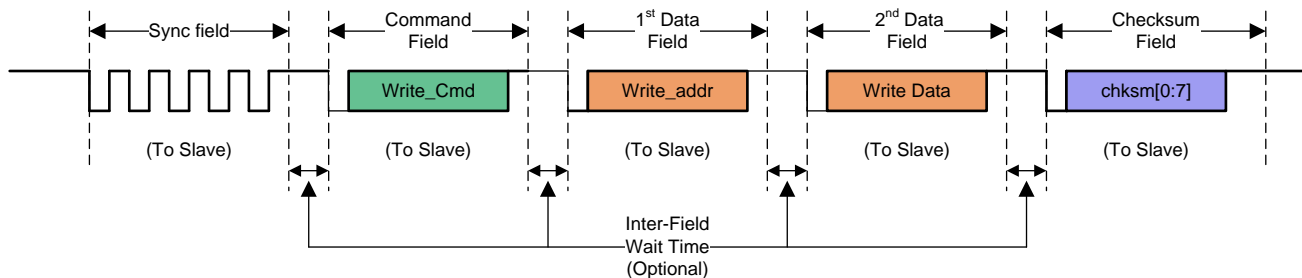 Sync field
Command
Field
1st Data
Field
2nd Data
Field
Checksum
Field
Write_Cmd
Write_addr
Write Data
chksm[0:7]
(To Slave)
(To Slave)
(To Slave)
(To Slave)
(To Slave)
Inter-Field
Wait Time
(Optional)